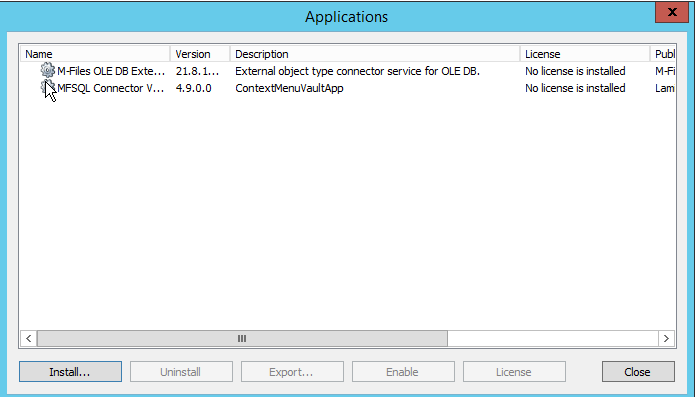 Applications
x
Name Version Description License Publ
M-Files OLE DB Exte... 21.8.1... External object type connector service for OLE DB. No license is installed M-Fi
MFSQL Connector V... 4.9.0.0 ContextMenuVaultApp No license is installed Lam
Install... Uninstall Export... Enable License Close